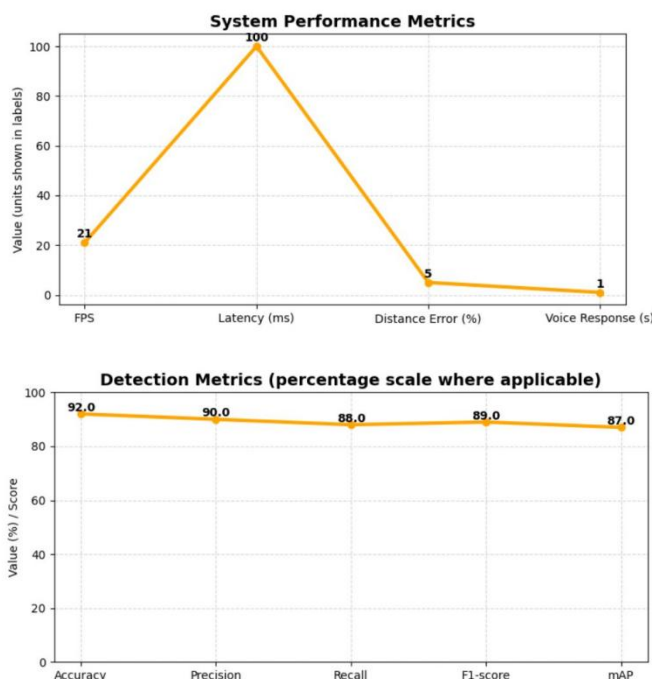 System Performance Metrics
100
100
80
60
40
20
0
Value (units shown in labels)
21
5
1
FPS Latency (ms) Distance Error (%) Voice Response (s)
Detection Metrics (percentage scale where applicable)
100
80
60
40
20
0
Value (%) / Score
92.0 90.0 88.0 89.0 87.0
Accuracy Precision Recall F1-score mAP